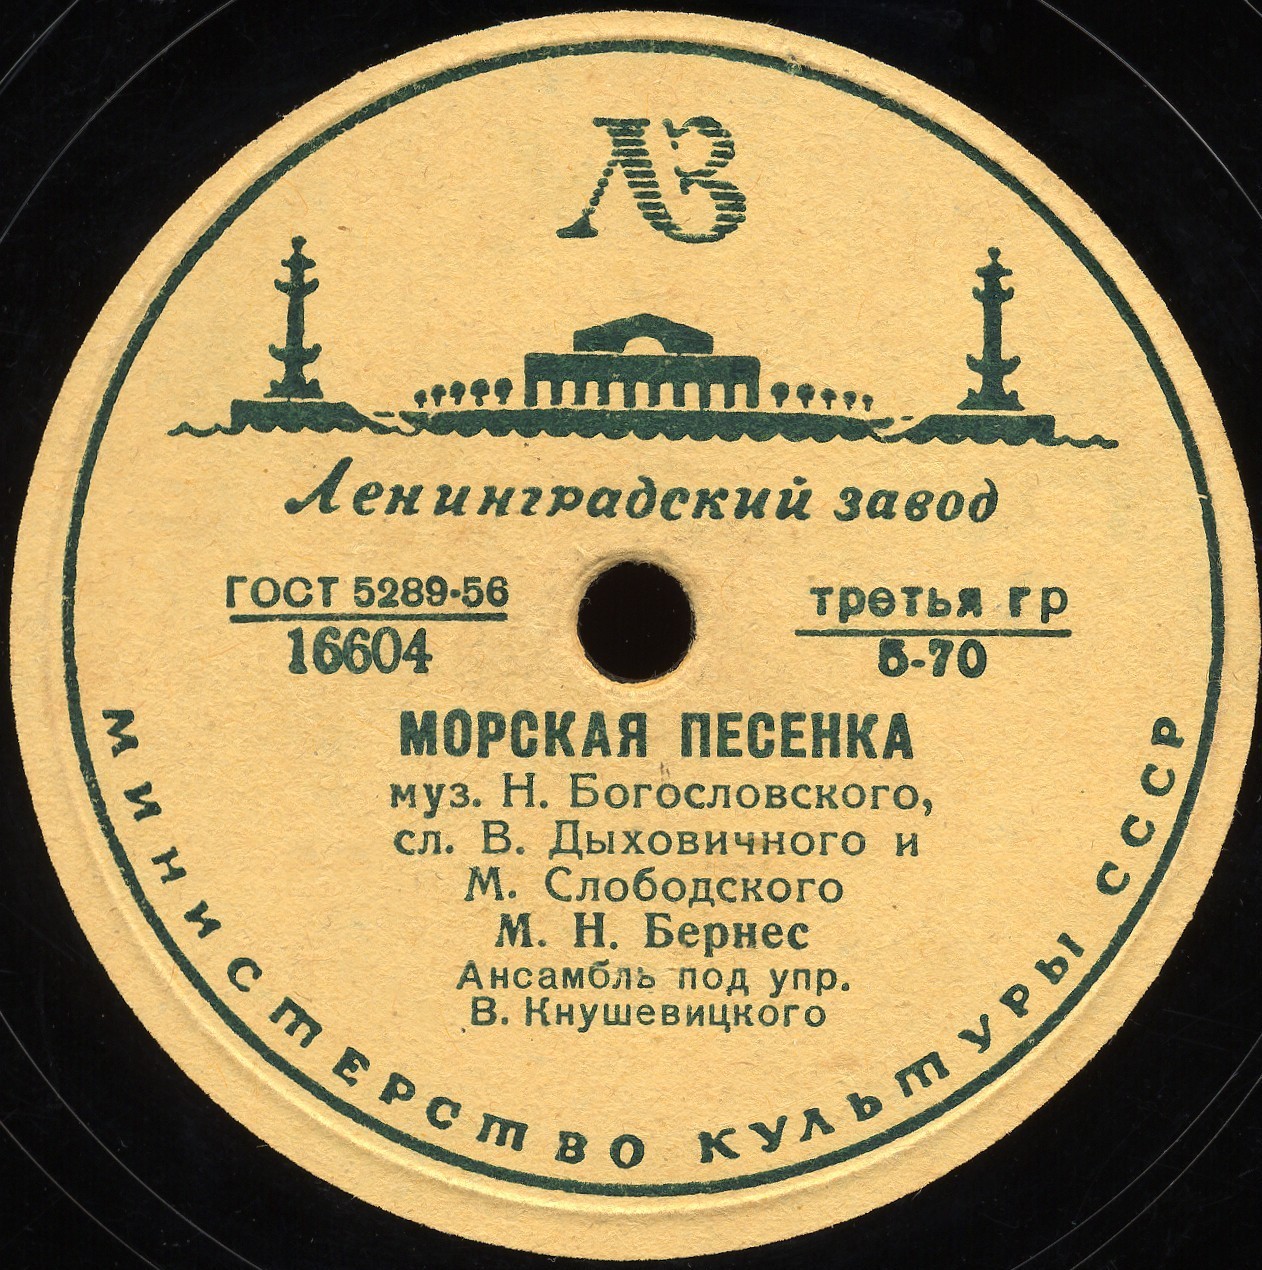 ЛЗ
Ленинградский завод
ГОСТ 5289-56
16604
третья гр
5-70
МОРСКАЯ ПЕСЕНКА
муз. Н. Богословского,
сл. В. Дыховичного и
М. Слободского
М. Н. Бернес
Ансамбль под упр.
В. Кнушевицкого
МИНИСТЕРСТВО КУЛЬТУРЫ СССР